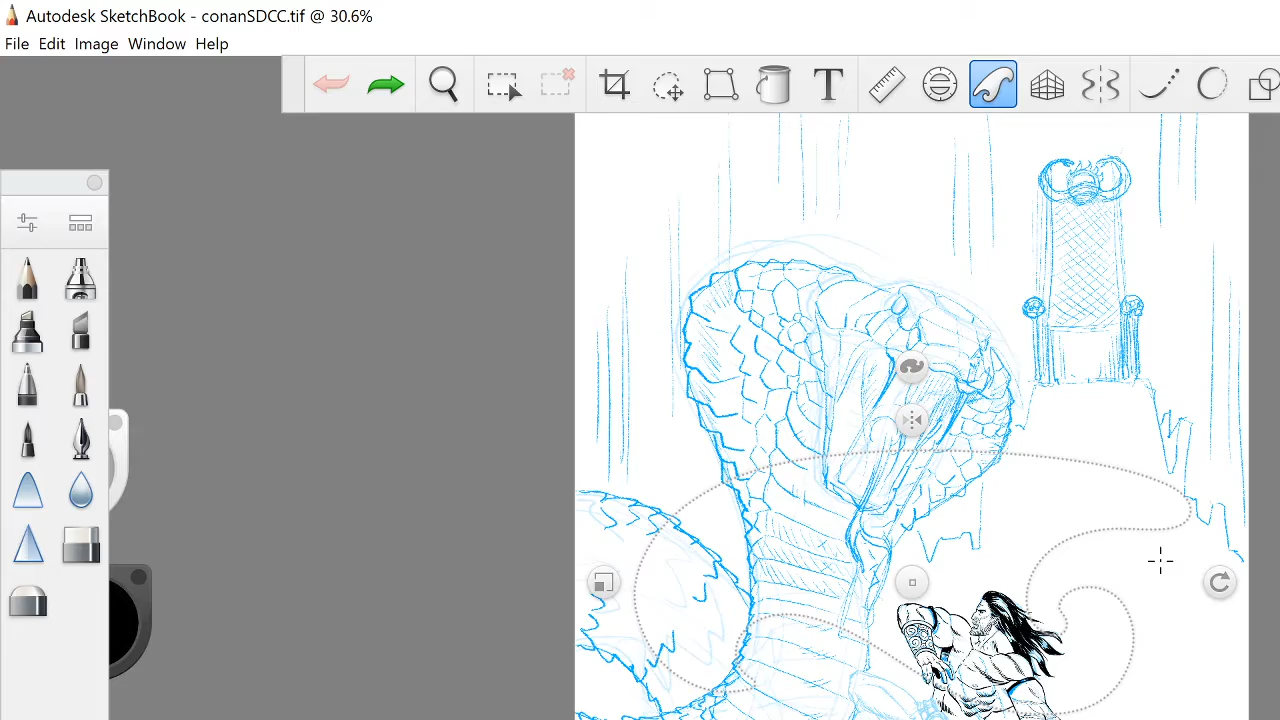 Autodesk SketchBook - conanSDCC.tif @ 30.6%
File Edit Image Window Help
T